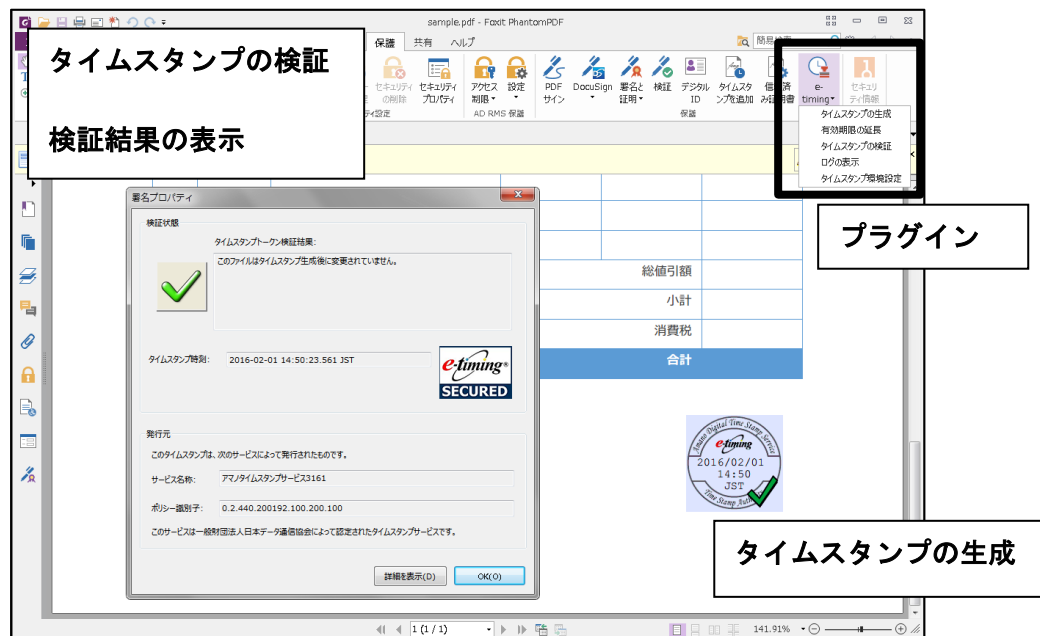 sample.pdf - Foxit PhantomPDF
保護
共有
ヘルプ
タイムスタンプの検証
検証結果の表示
セキュリティ
の削除
セキュリティ
プロパティ
アクセス
制限
設定
AD RMS 保護
PDF
サイン
DocuSign
署名と
証明
検証
デジタル
ID
タイムスタ
ンプを追加
保護
e-
timing
セキュリ
ティ情報
タイムスタンプの生成
有効期限の延長
タイムスタンプの検証
ログの表示
タイムスタンプ環境設定
プラグイン
署名プロパティ
検証状態
タイムスタンプトークン検証結果:
このファイルはタイムスタンプ生成後に変更されていません。
タイムスタンプ時刻:
2016-02-01 14:50:23.561 JST
e-timing
SECURED
発行元
このタイムスタンプは、次のサービスによって発行されたものです。
サービス名称:
アマノタイムスタンプサービス3161
ポリシー識別子:
0.2.440.200192.100.200.100
このサービスは一般財団法人日本データ通信協会によって認定されたタイムスタンプサービスです。
詳細を表示(D)
OK(O)
総値引額
小計
消費税
合計
Amano Digital Time Stamp Service
e-timing
2016/02/01
14:50
JST
タイムスタンプの生成
1 (1 / 1)
141.91%